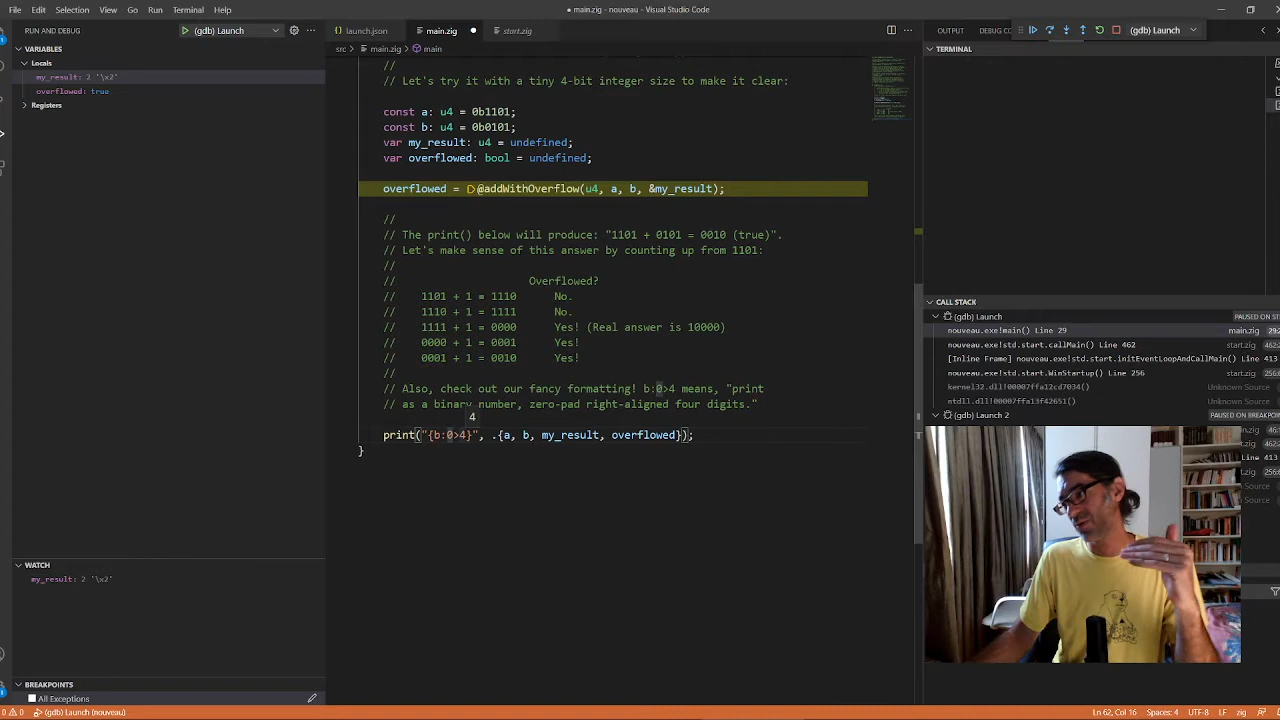 File Edit Selection View Go Run Terminal Help
main.zig - nouveau - Visual Studio Code
RUN AND DEBUG
(gdb) Launch
launch.json
main.zig
start.zig
OUTPUT
DEBUG CO
(gdb) Launch
VARIABLES
src > main.zig > main
TERMINAL
Locals
my_result: 2 '\x2'
overflowed: true
Registers
//
// Let's try with a tiny 4-bit integer size to make it clear:
const a: u4 = 0b1101;
const b: u4 = 0b0101;
var my_result: u4 = undefined;
var overflowed: bool = undefined;
overflowed = @addWithOverflow(u4, a, b, &my_result);
//
// The print() below will produce: "1101 + 0101 = 0010 (true)".
// Let's make sense of this answer by counting up from 1101:
//
// Overflowed?
// 1101 + 1 = 1110 No.
// 1110 + 1 = 1111 No.
// 1111 + 1 = 0000 Yes! (Real answer is 10000)
// 0000 + 1 = 0001 Yes!
// 0001 + 1 = 0010 Yes!
//
// Also, check out our fancy formatting! b:0>4 means, "print
// as a binary number, zero-pad right-aligned four digits."
4
print("{b:0>4}", .{a, b, my_result, overflowed});
}
CALL STACK
(gdb) Launch PAUSED ON ST
nouveau.exe!main() Line 29 main.zig 29:
nouveau.exe!std.start.callMain() Line 462 start.zig 462:
[Inline Frame] nouveau.exe!std.start.initEventLoopAndCallMain() Line 413
nouveau.exe!std.start.WinStartup() Line 256 start.zig 256:
kernel32.dll!00007ffa12cd7034() Unknown Source
ntdll.dll!00007ffa13f42651() Unknown Source
(gdb) Launch 2 PAUSED ON BREAKPO
WATCH
my_result: 2 '\x2'
BREAKPOINTS
All Exceptions
0 0 (gdb) Launch (nouveau)
Ln 62, Col 16 Spaces: 4 UTF-8 LF zig